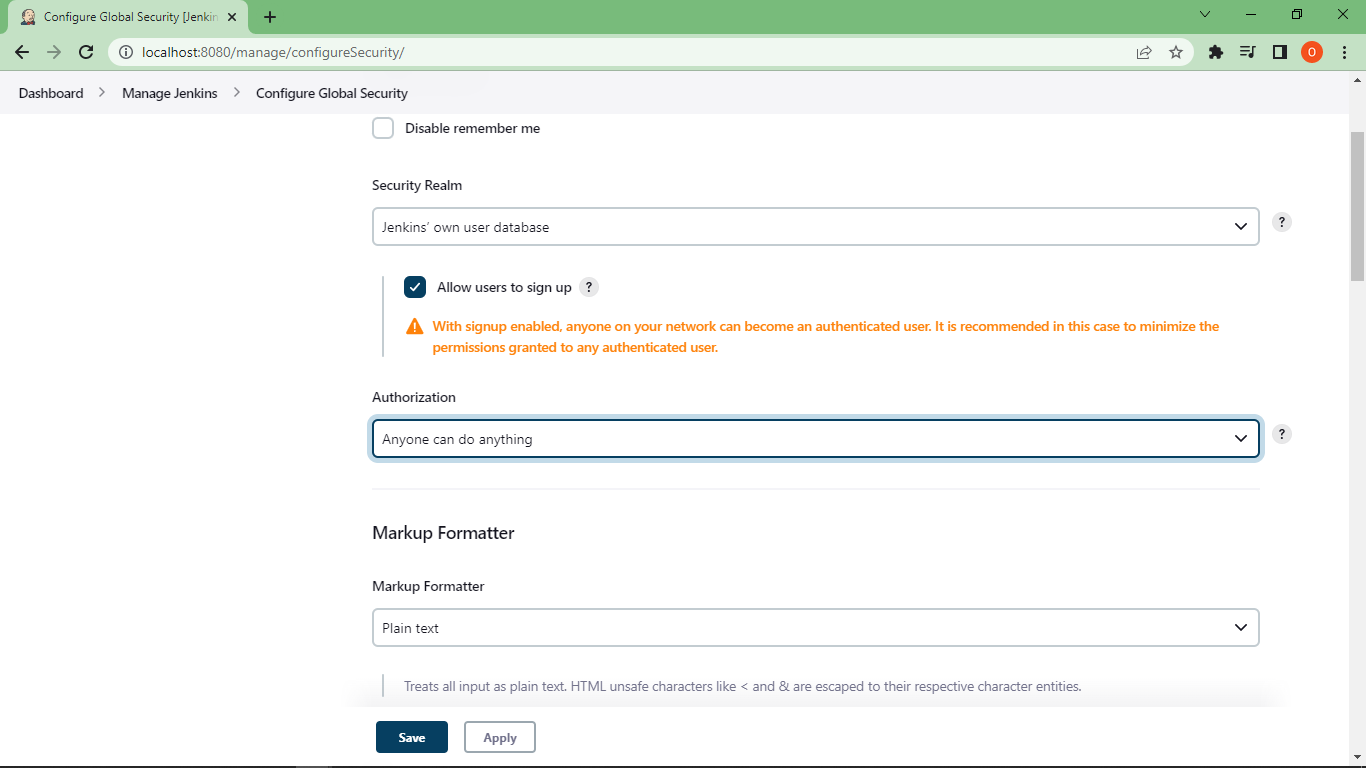 Configure Global Security [Jenkin
localhost:8080/manage/configureSecurity/
O
Dashboard > Manage Jenkins > Configure Global Security
Disable remember me
Security Realm
Jenkins’ own user database
?
Allow users to sign up ?
With signup enabled, anyone on your network can become an authenticated user. It is recommended in this case to minimize the
permissions granted to any authenticated user.
Authorization
Anyone can do anything
?
Markup Formatter
Markup Formatter
Plain text
Treats all input as plain text. HTML unsafe characters like < and & are escaped to their respective character entities.
Save Apply